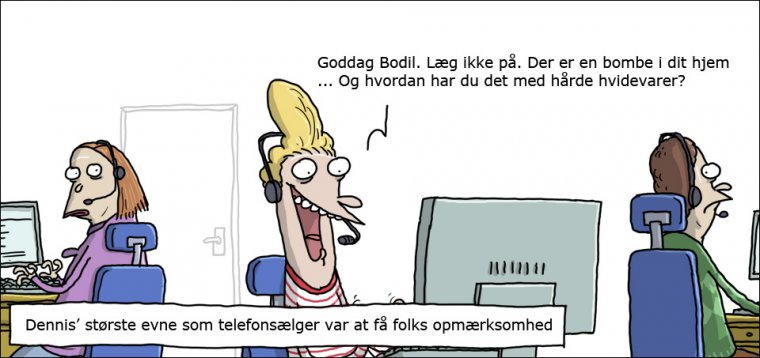 Goddag Bodil. Læg ikke på. Der er en bombe i dit hjem
... Og hvordan har du det med hårde hvidevarer?
Dennis’ største evne som telefonsælger var at få folks opmærksomhed